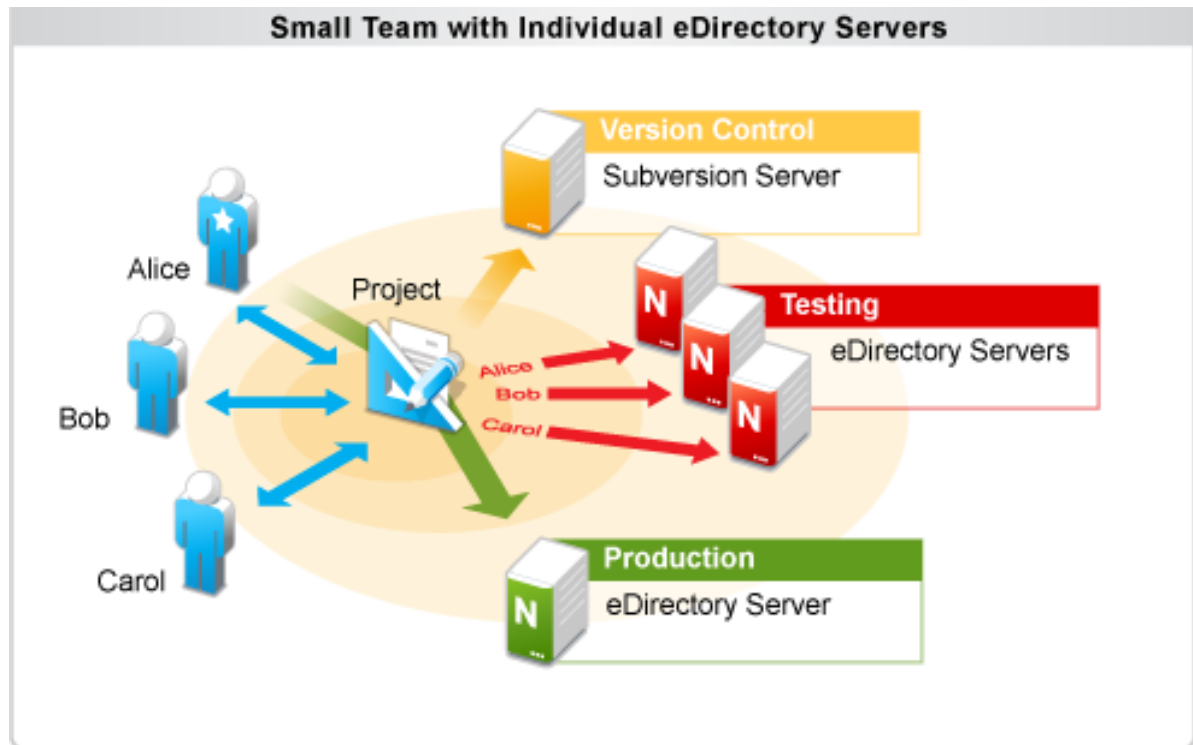 Small Team with Individual eDirectory Servers
Version Control
Subversion Server
Alice
Project
N
Testing
eDirectory Servers
Alice
N
Bob
Bob
Carol
N
Carol
Production
eDirectory Server
N